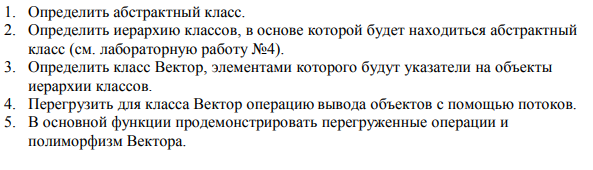 1. Определить абстрактный класс.
2. Определить иерархию классов, в основе которой будет находиться абстрактный
класс (см. лабораторную работу №4).
3. Определить класс Вектор, элементами которого будут указатели на объекты
иерархии классов.
4. Перегрузить для класса Вектор операцию вывода объектов с помощью потоков.
5. В основной функции продемонстрировать перегруженные операции и
полиморфизм Вектора.